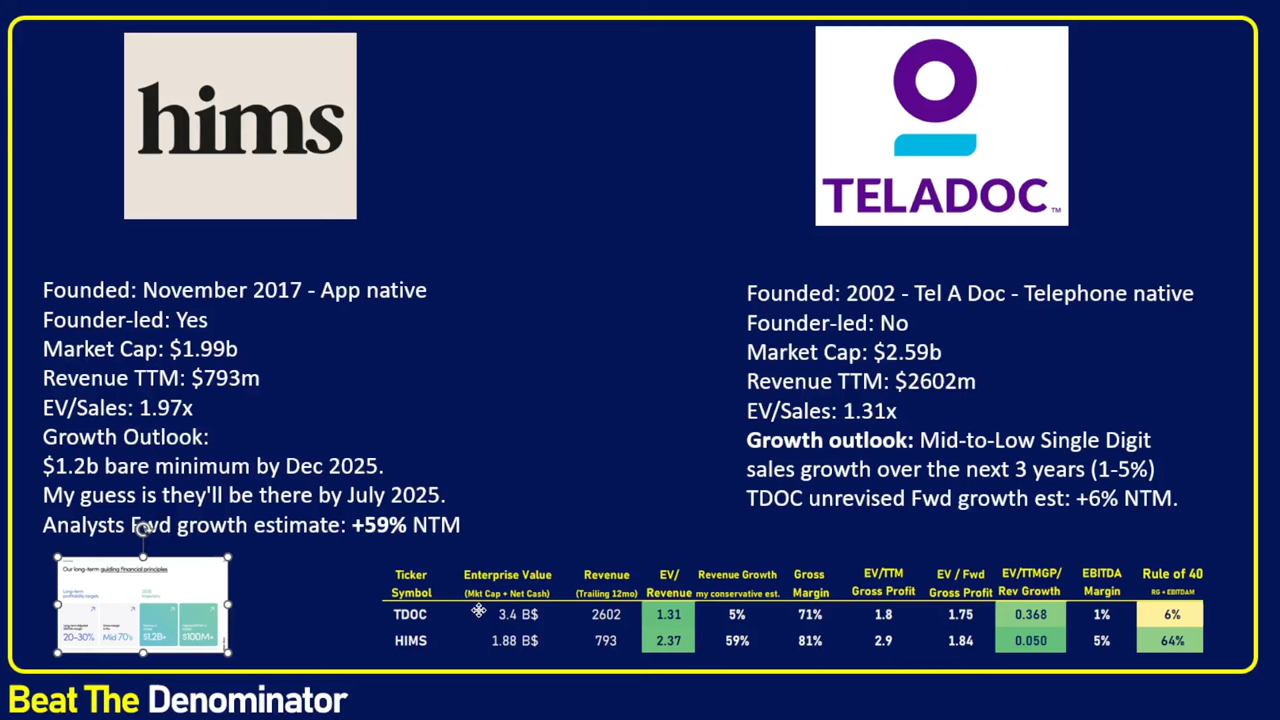 hims
TELADOC™
Founded: November 2017 - App native
Founder-led: Yes
Market Cap: $1.99b
Revenue TTM: $793m
EV/Sales: 1.97x
Growth Outlook:
$1.2b bare minimum by Dec 2025.
My guess is they'll be there by July 2025.
Analysts Fwd growth estimate: +59% NTM
Founded: 2002 - Tel A Doc - Telephone native
Founder-led: No
Market Cap: $2.59b
Revenue TTM: $2602m
EV/Sales: 1.31x
Growth outlook: Mid-to-Low Single Digit
sales growth over the next 3 years (1-5%)
TDOC unrevised Fwd growth est: +6% NTM.
Our long-term guiding financial principles
Long-term
profitability targets
2025
20-30%
Mid 70's
$1.2B+
$100M+
Ticker Enterprise Value Revenue EV/ Revenue Growth Gross EV/TTM EV / Fwd EV/TTMGP/ EBITDA Rule of 40
Symbol (Mkt Cap + Net Cash) (Trailing 12mo) Revenue my conservative est. Margin Gross Profit Gross Profit Rev Growth Margin RG + EBITDAM
TDOC 3.4 B$ 2602 1.31 5% 71% 1.8 1.75 0.368 1% 6%
HIMS 1.88 B$ 793 2.37 59% 81% 2.9 1.84 0.050 5% 64%
Beat The Denominator